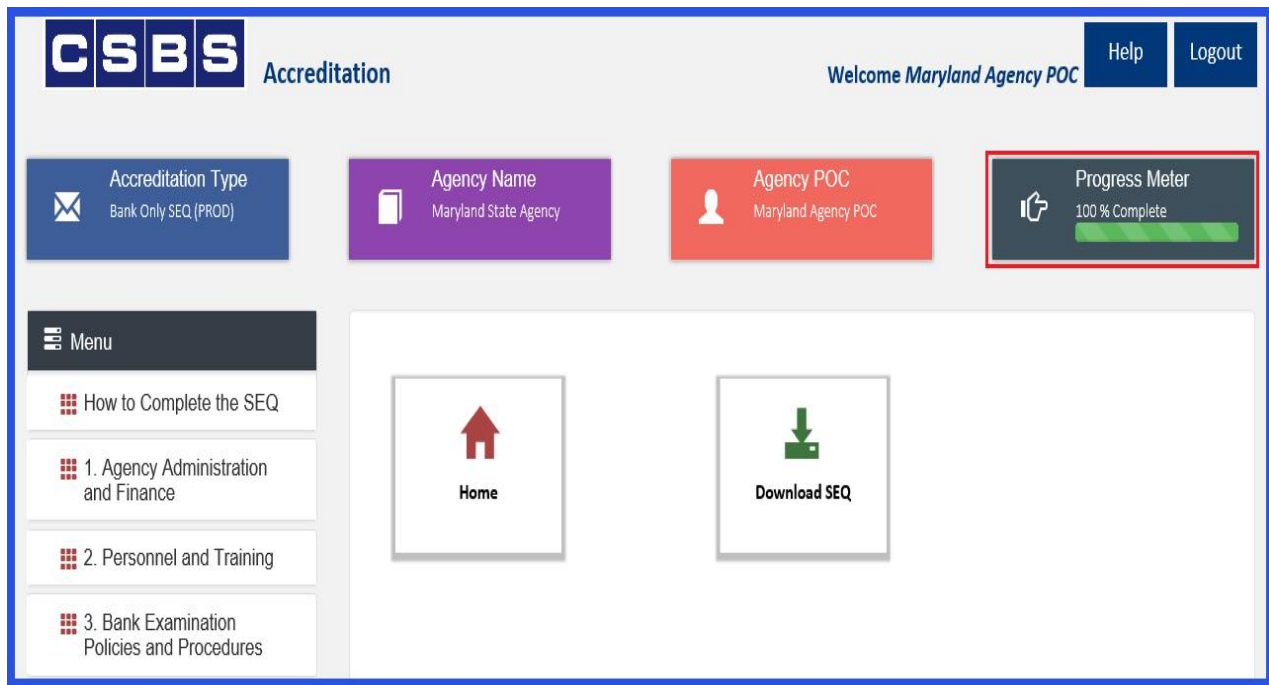 CSBS Accreditation
Welcome Maryland Agency POC
Help
Logout
Accreditation Type
Bank Only SEQ (PROD)
Agency Name
Maryland State Agency
Agency POC
Maryland Agency POC
Progress Meter
100 % Complete
Menu
How to Complete the SEQ
1. Agency Administration
and Finance
2. Personnel and Training
3. Bank Examination
Policies and Procedures
Home
Download SEQ